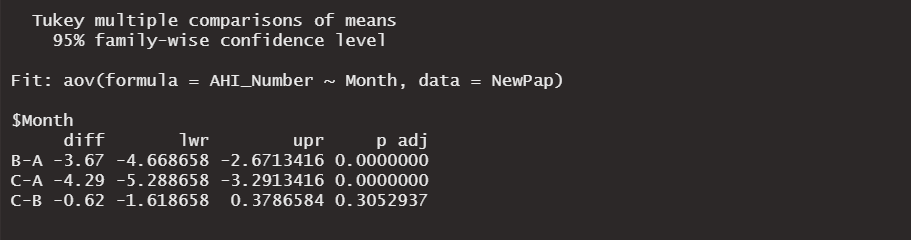 Tukey multiple comparisons of means
95% family-wise confidence level
Fit: aov(formula = AHI_Number ~ Month, data = NewPap)
$Month
diff lwr upr p adj
B-A -3.67 -4.668658 -2.6713416 0.0000000
C-A -4.29 -5.288658 -3.2913416 0.0000000
C-B -0.62 -1.618658 0.3786584 0.3052937